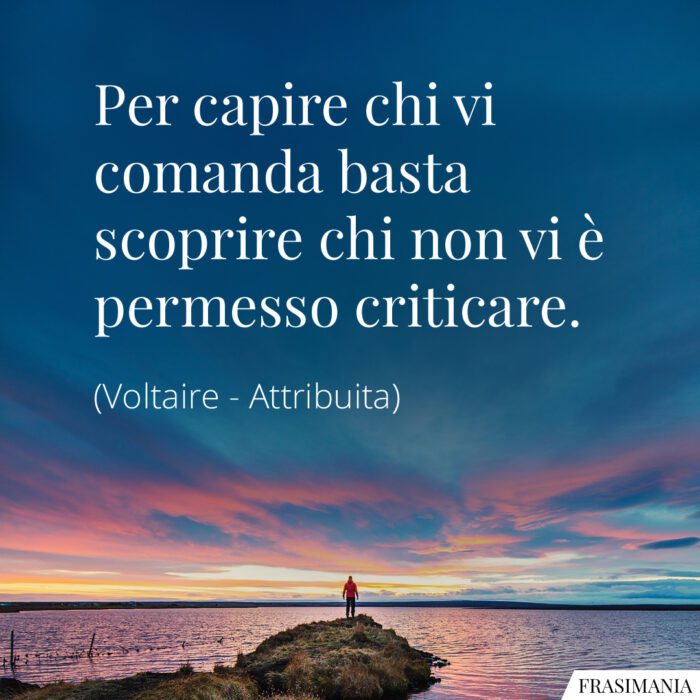 Per capire chi vi
comanda basta
scoprire chi non vi è
permesso criticare.
(Voltaire - Attribuita)
FRASIMANIA